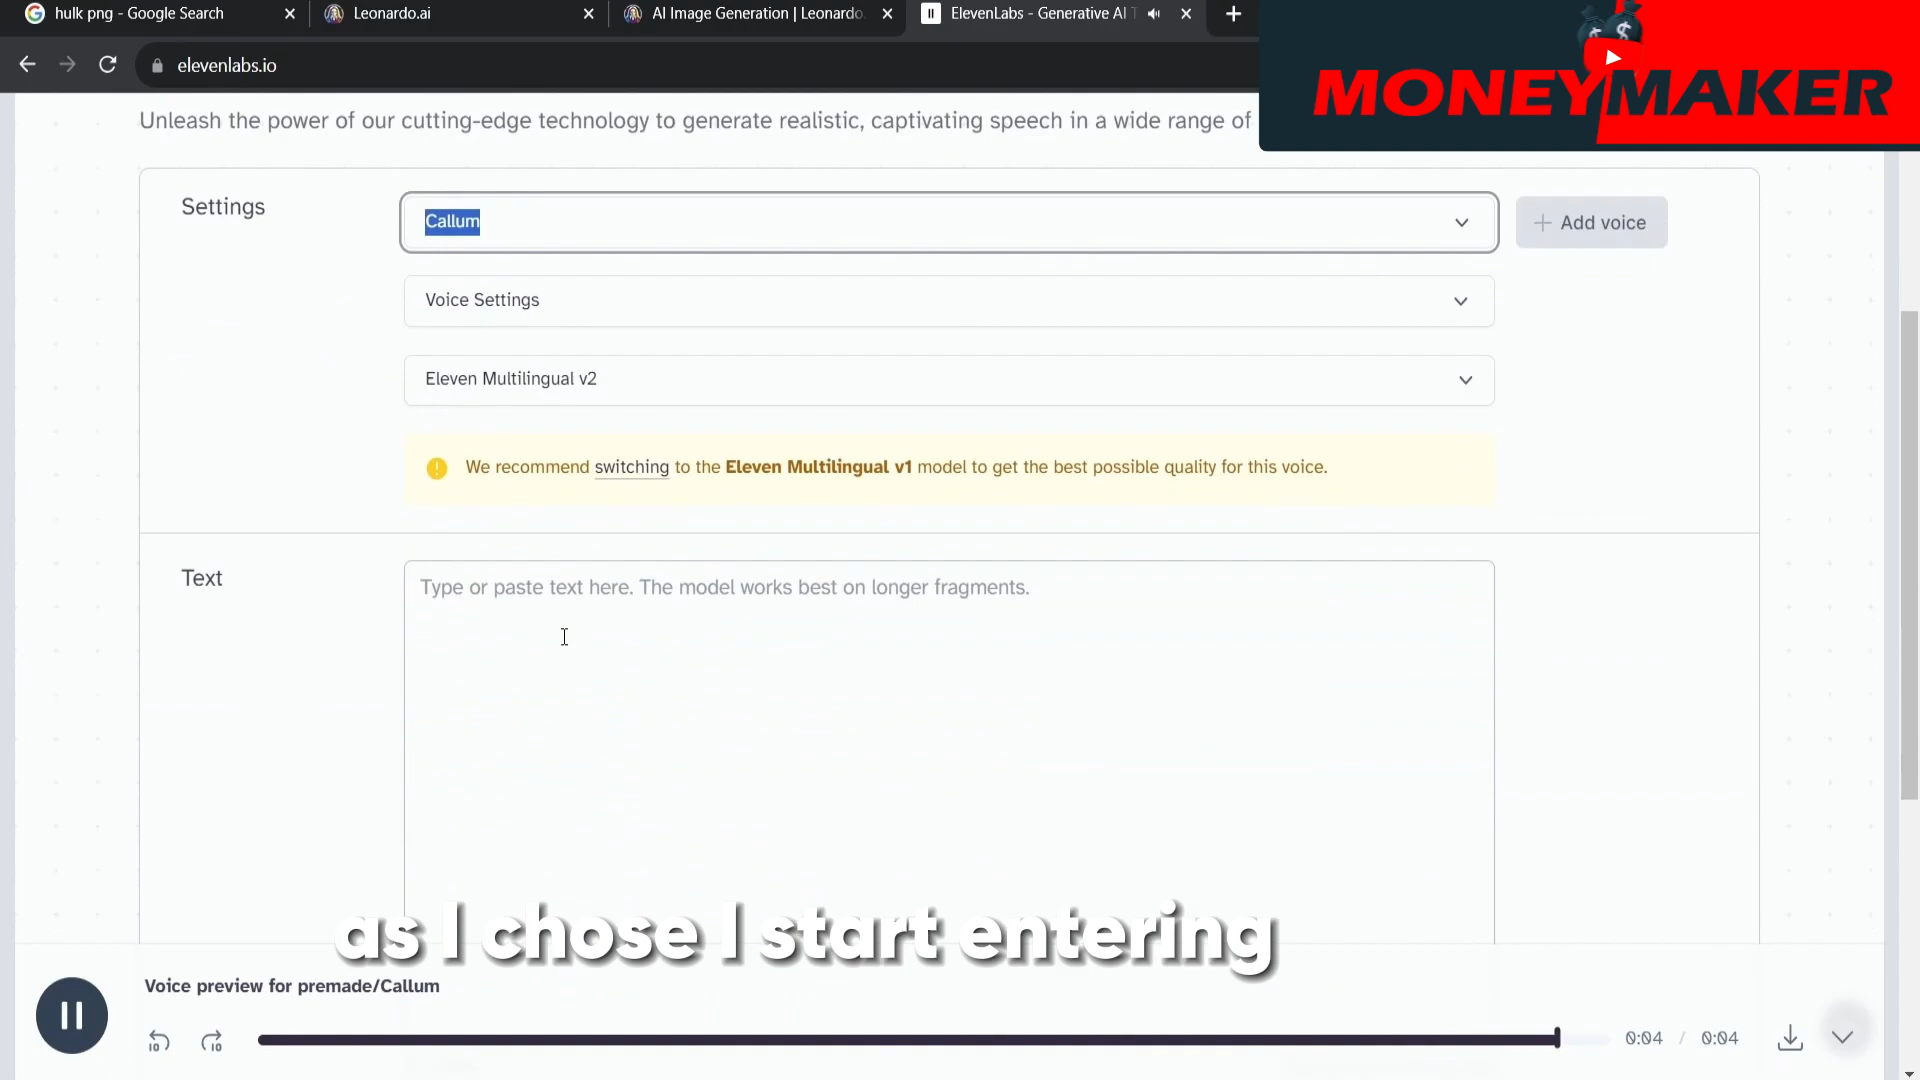 hulk png - Google Search
Leonardo.ai
AI Image Generation | Leonardo.
ElevenLabs - Generative AI T
elevenlabs.io
MONEYMAKER
Unleash the power of our cutting-edge technology to generate realistic, captivating speech in a wide range of
Settings
Callum
Add voice
Voice Settings
Eleven Multilingual v2
We recommend switching to the Eleven Multilingual v1 model to get the best possible quality for this voice.
Text
Type or paste text here. The model works best on longer fragments.
as I chose I start entering
Voice preview for premade/Callum
10 10 0:04 / 0:04